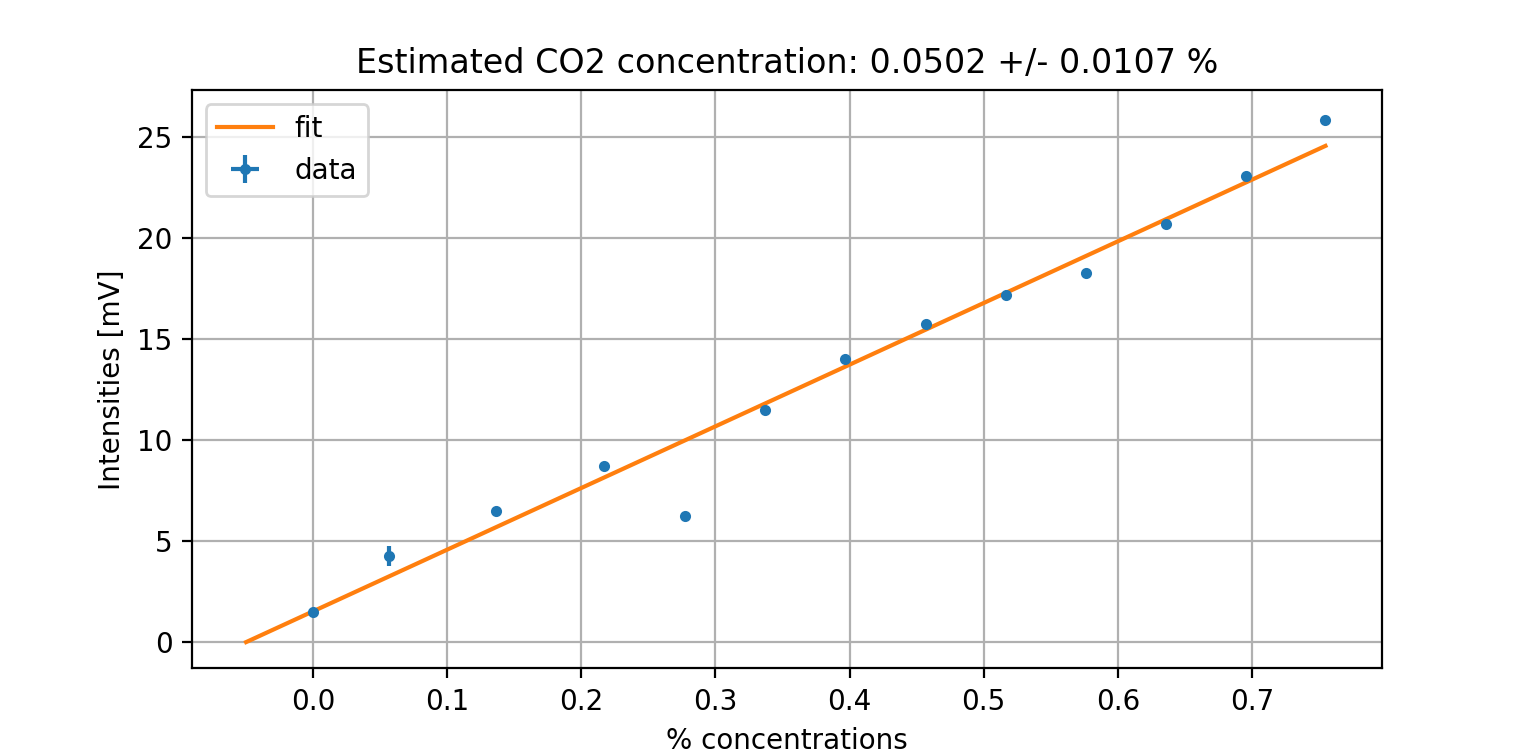 Estimated CO2 concentration: 0.0502 +/- 0.0107 %
fit
data
Intensities [mV]
25
20
15
10
5
0
0.0 0.1 0.2 0.3 0.4 0.5 0.6 0.7
% concentrations